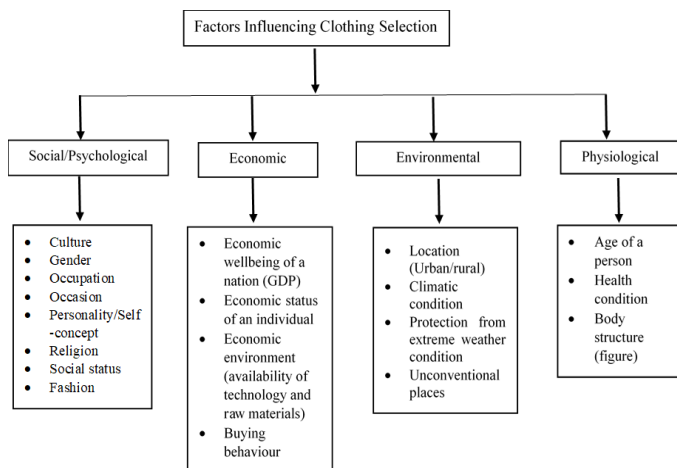 Factors Influencing Clothing Selection
Social/Psychological
Economic
Environmental
Physiological
• Culture
• Gender
• Occupation
• Occasion
• Personality/Self
-concept
• Religion
• Social status
• Fashion
• Economic
wellbeing of a
nation (GDP)
• Economic status
of an individual
• Economic
environment
(availability of
technology and
raw materials)
• Buying
behaviour
• Location
(Urban/rural)
• Climatic
condition
• Protection from
extreme weather
condition
• Unconventional
places
• Age of a
person
• Health
condition
• Body
structure
(figure)